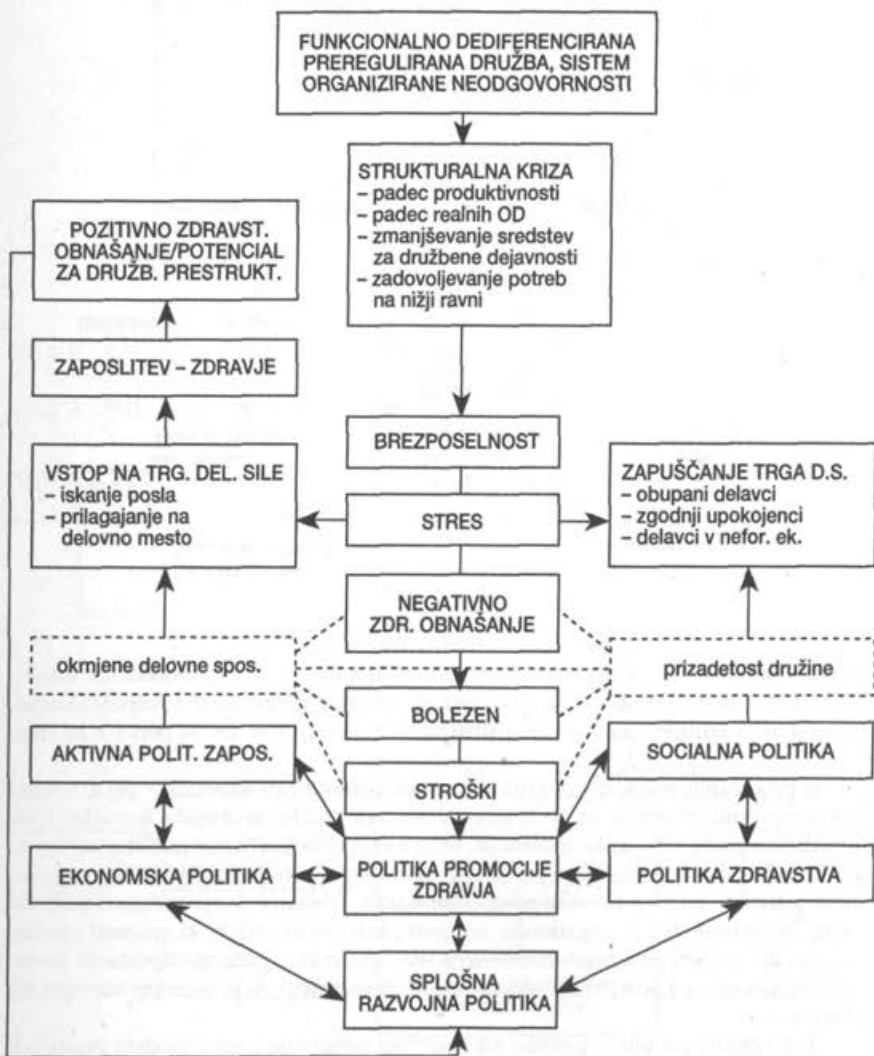 FUNKCIONALNO DEDIFERENCIRANA
PREREGULIRANA DRUŽBA, SISTEM
ORGANIZIRANE NEODGOVORNOSTI
STRUKTURALNA KRIZA
– padec produktivnosti
– padec realnih OD
– zmanjševanje sredstev
za družbene dejavnosti
– zadovoljevanje potreb
na nižji ravni
POZITIVNO ZDRAVST.
OBNAŠANJE/POTENCIAL
ZA DRUŽB. PRESTRUKT.
ZAPOSLITEV – ZDRAVJE
BREZPOSELNOST
VSTOP NA TRG. DEL. SILE
– iskanje posla
– prilagajanje na
delovno mesto
STRES
ZAPUŠČANJE TRGA D.S.
– obupani delavci
– zgodnji upokojenci
– delavci v nefor. ek.
NEGATIVNO
ZDR. OBNAŠANJE
okrnjene delovne spos.
prizadetost družine
BOLEZEN
AKTIVNA POLIT. ZAPOS.
SOCIALNA POLITIKA
STROŠKI
EKONOMSKA POLITIKA
POLITIKA PROMOCIJE
ZDRAVJA
POLITIKA ZDRAVSTVA
SPLOŠNA
RAZVOJNA POLITIKA